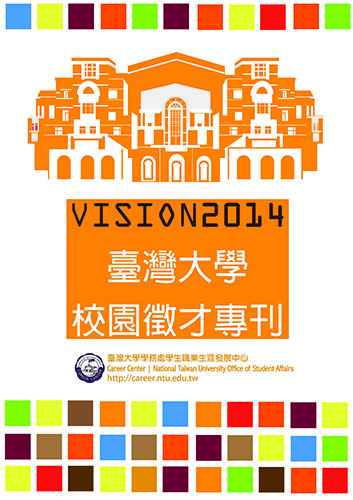 VISION2014
臺灣大學
校園徵才專刊
臺灣大學學務處學生職業生涯發展中心
Career Center | National Taiwan University Office of Student Affairs
http://career.ntu.edu.tw